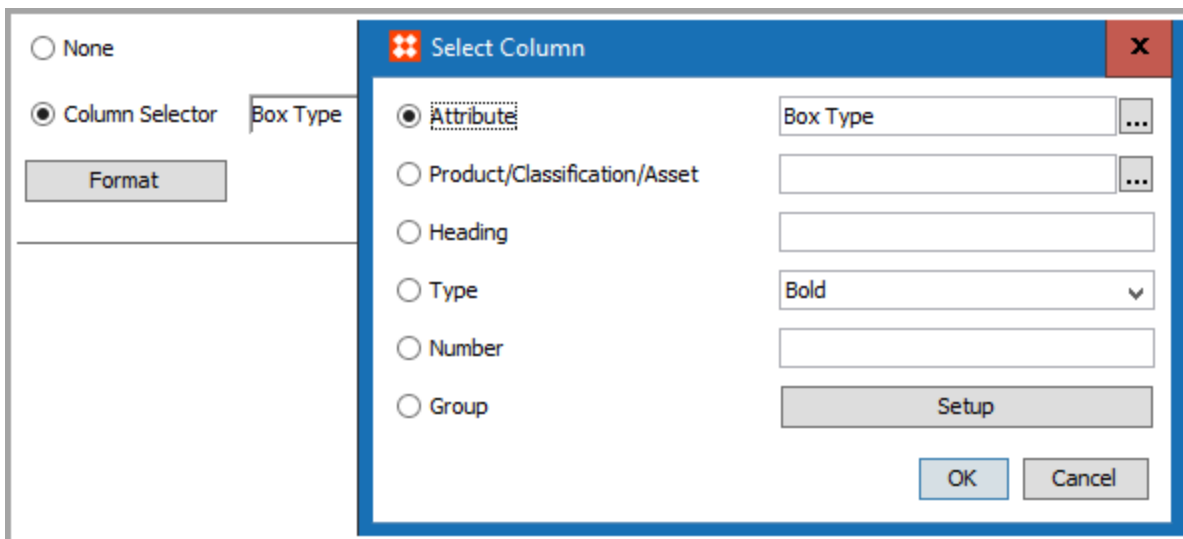 None
Column Selector Box Type
Format
Select Column x
Attribute Box Type ...
Product/Classification/Asset ...
Heading
Type Bold
Number
Group Setup
OK Cancel